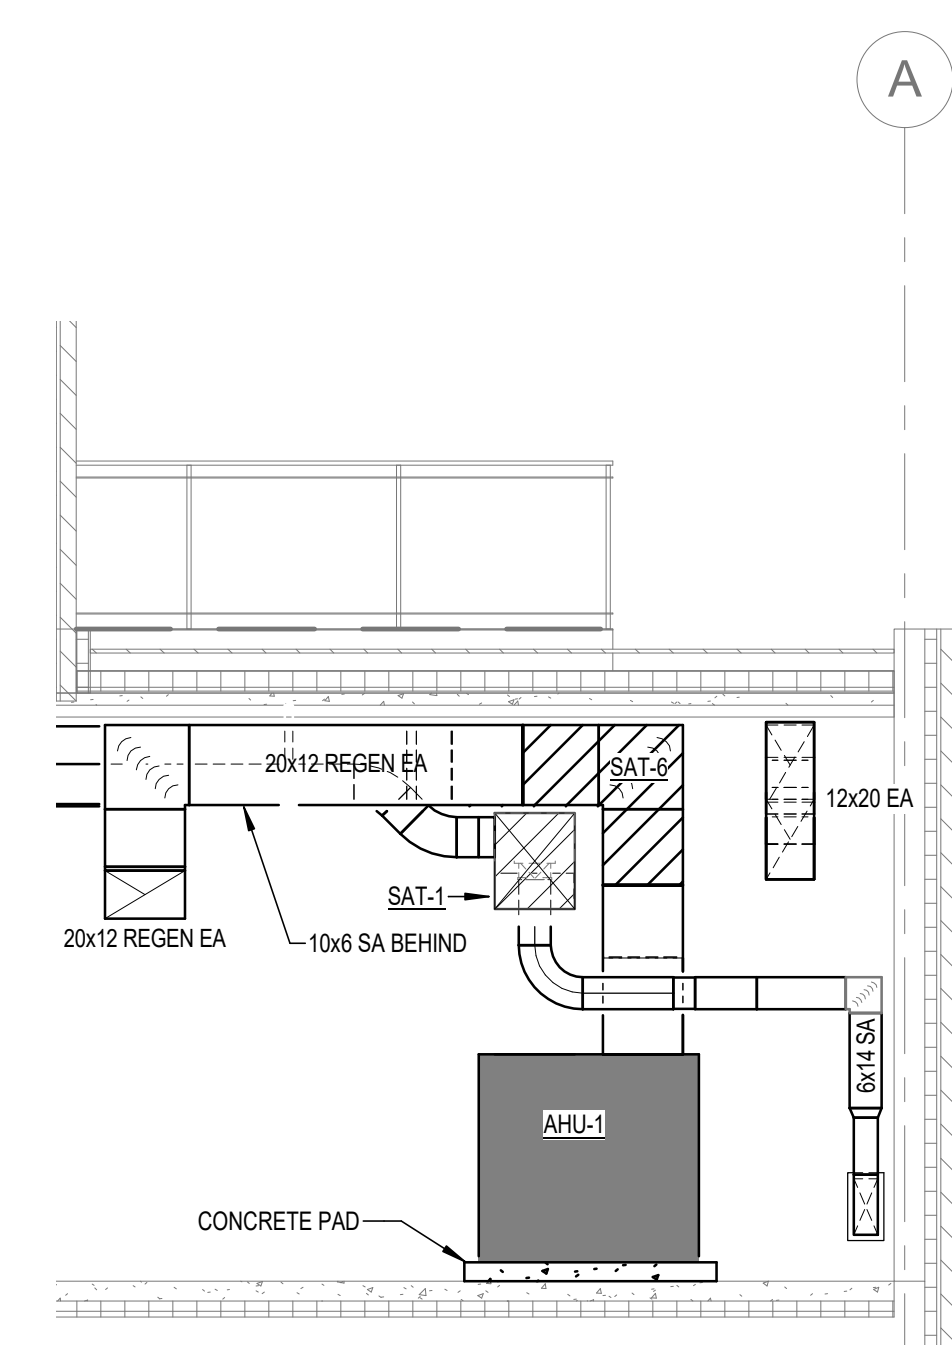 A
20x12 REGEN EA
SAT-6
12x20 EA
SAT-1
20x12 REGEN EA
10x6 SA BEHIND
6x14 SA
AHU-1
CONCRETE PAD